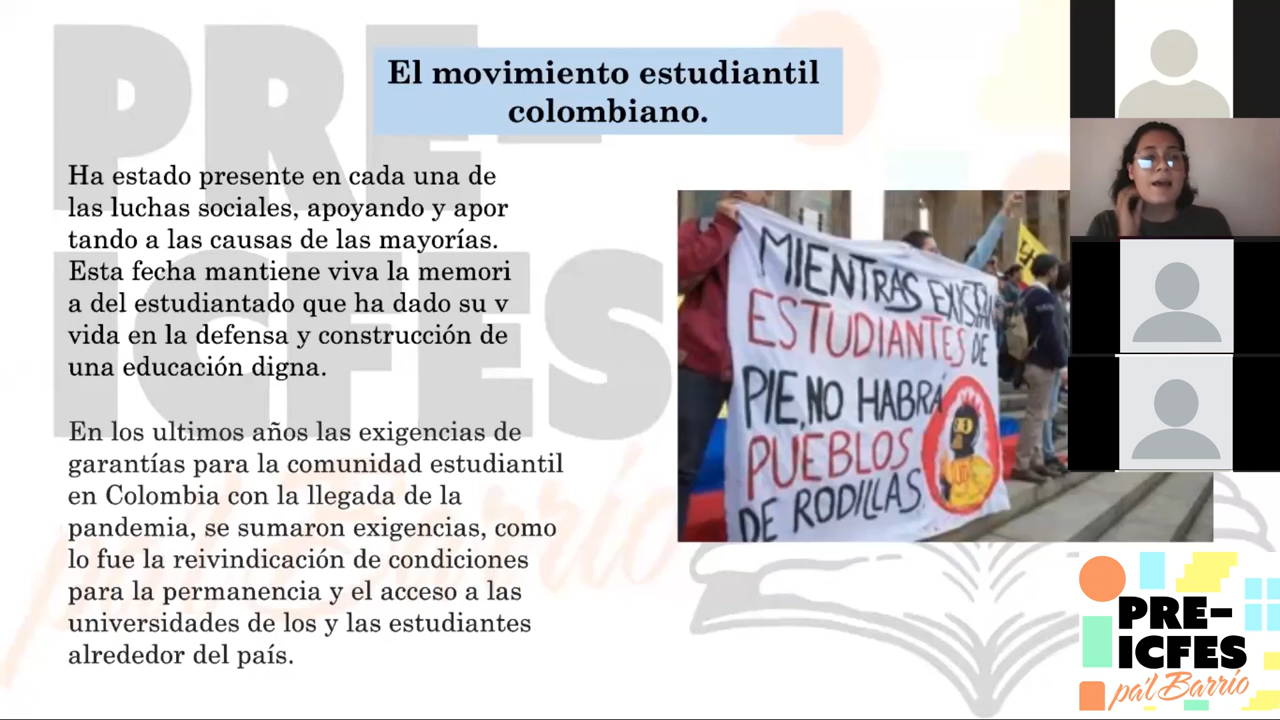 El movimiento estudiantil
colombiano.
Ha estado presente en cada una de
las luchas sociales, apoyando y apor
tando a las causas de las mayorías.
Esta fecha mantiene viva la memori
a del estudiantado que ha dado su v
vida en la defensa y construcción de
una educación digna.
En los ultimos años las exigencias de
garantías para la comunidad estudiantil
en Colombia con la llegada de la
pandemia, se sumaron exigencias, como
lo fue la reivindicación de condiciones
para la permanencia y el acceso a las
universidades de los y las estudiantes
alrededor del país.
MIENTRAS EXISTAN
ESTUDIANTES DE
PIE, NO HABRÁ
PUEBLOS
DE RODILLAS.
PRE-
ICFES
pa'l Barrio
PRE-
ICFES
pa'l Barrio